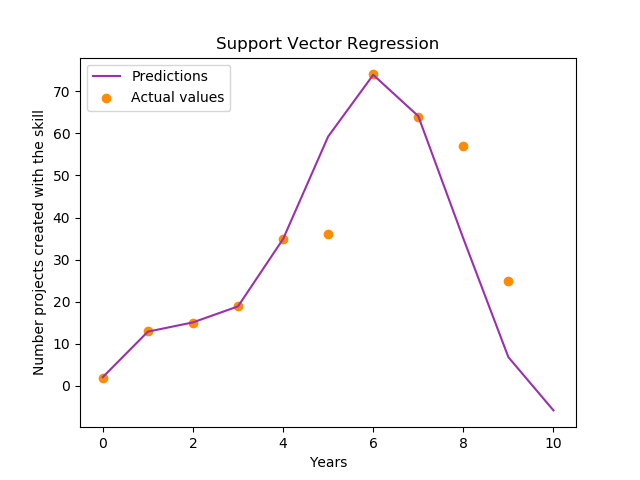 Support Vector Regression
Predictions
Actual values
Number projects created with the skill
70
60
50
40
30
20
10
0
0 2 4 6 8 10
Years